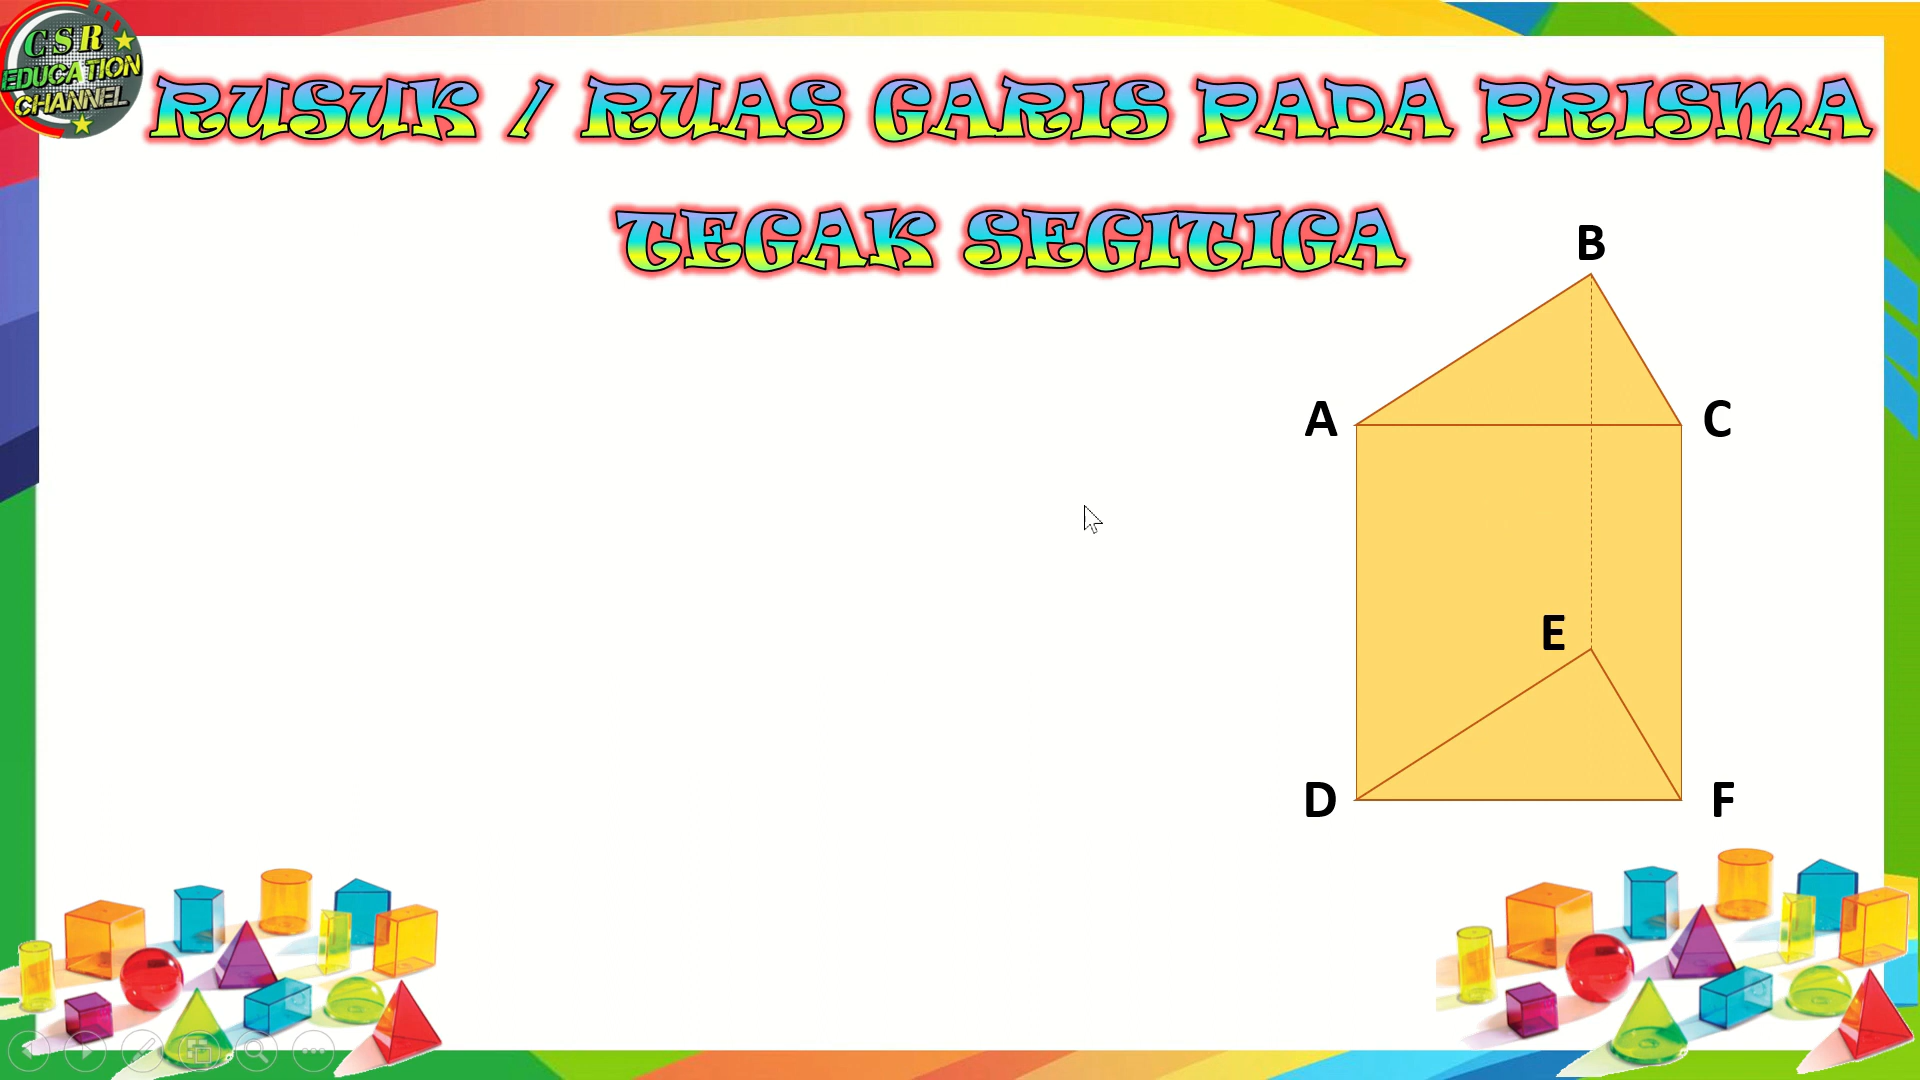 CSR
EDUCATION
CHANNEL
RUSUK / RUAS GARIS PADA PRISMA
TEGAK SEGITIGA
B
A
C
E
D
F